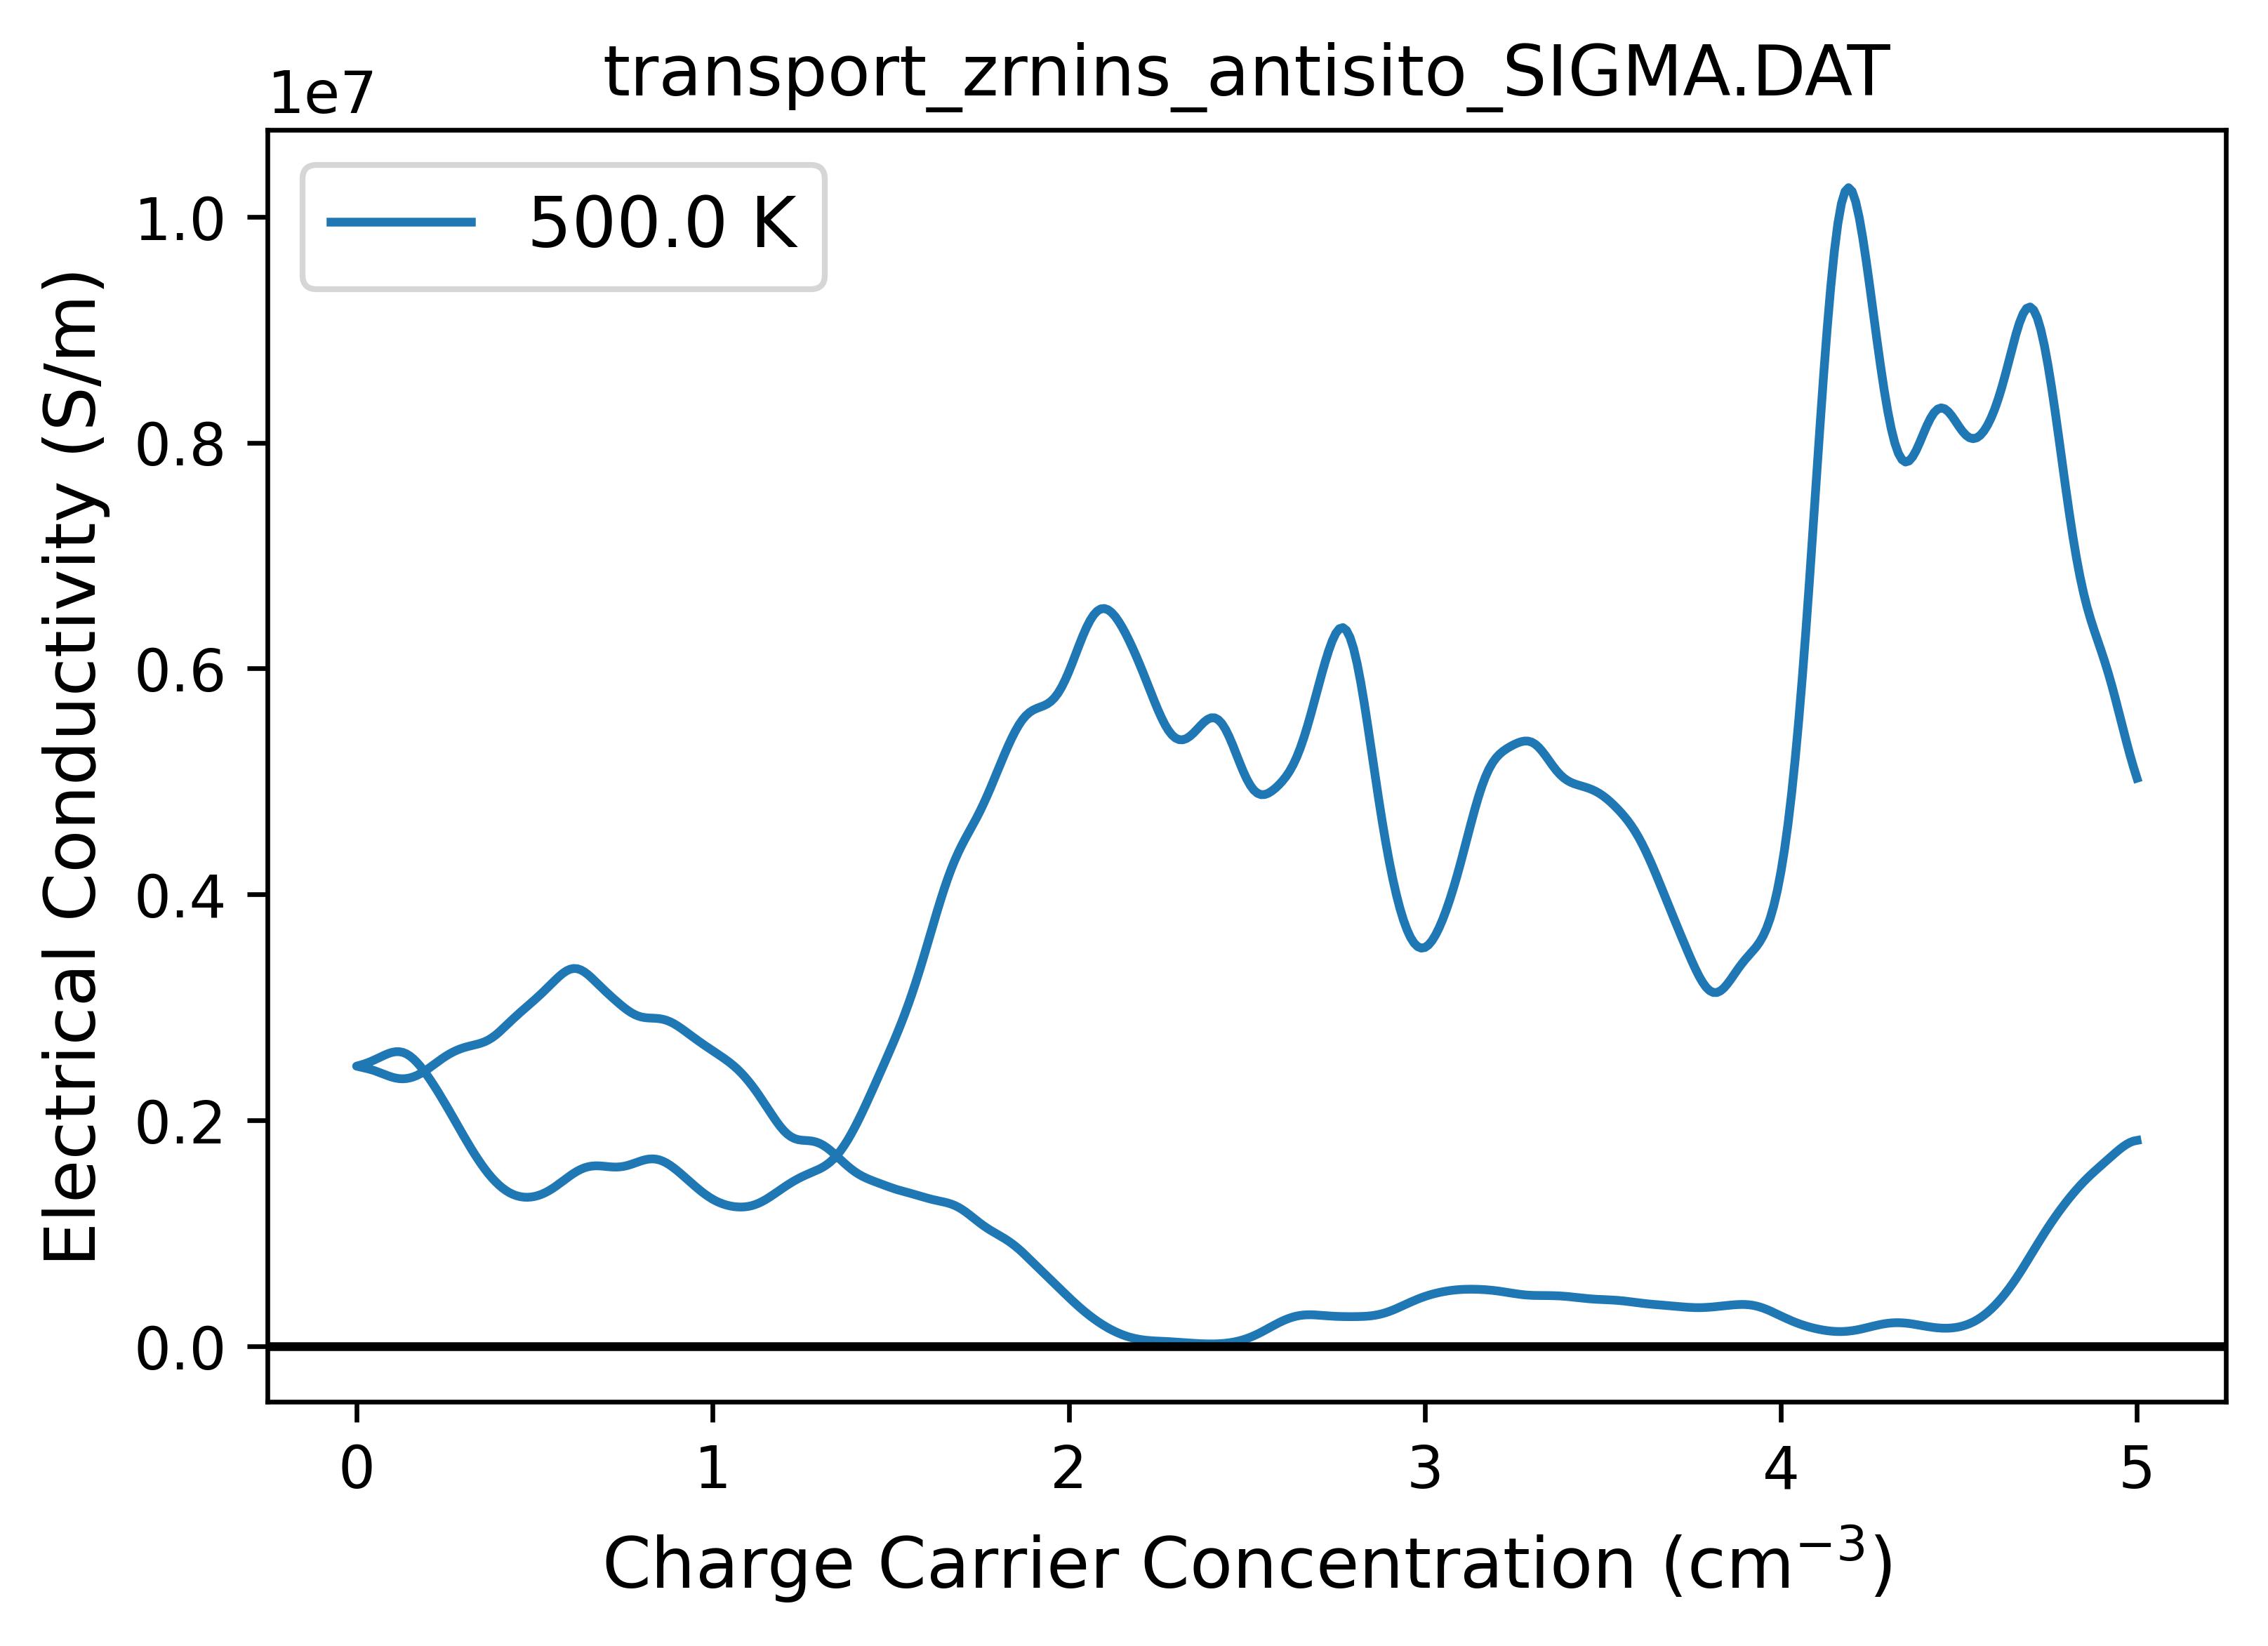 transport_zrnins_antisito_SIGMA.DAT
1e7
500.0 K
Electrical Conductivity (S/m)
1.0
0.8
0.6
0.4
0.2
0.0
0 1 2 3 4 5
Charge Carrier Concentration (cm⁻³)